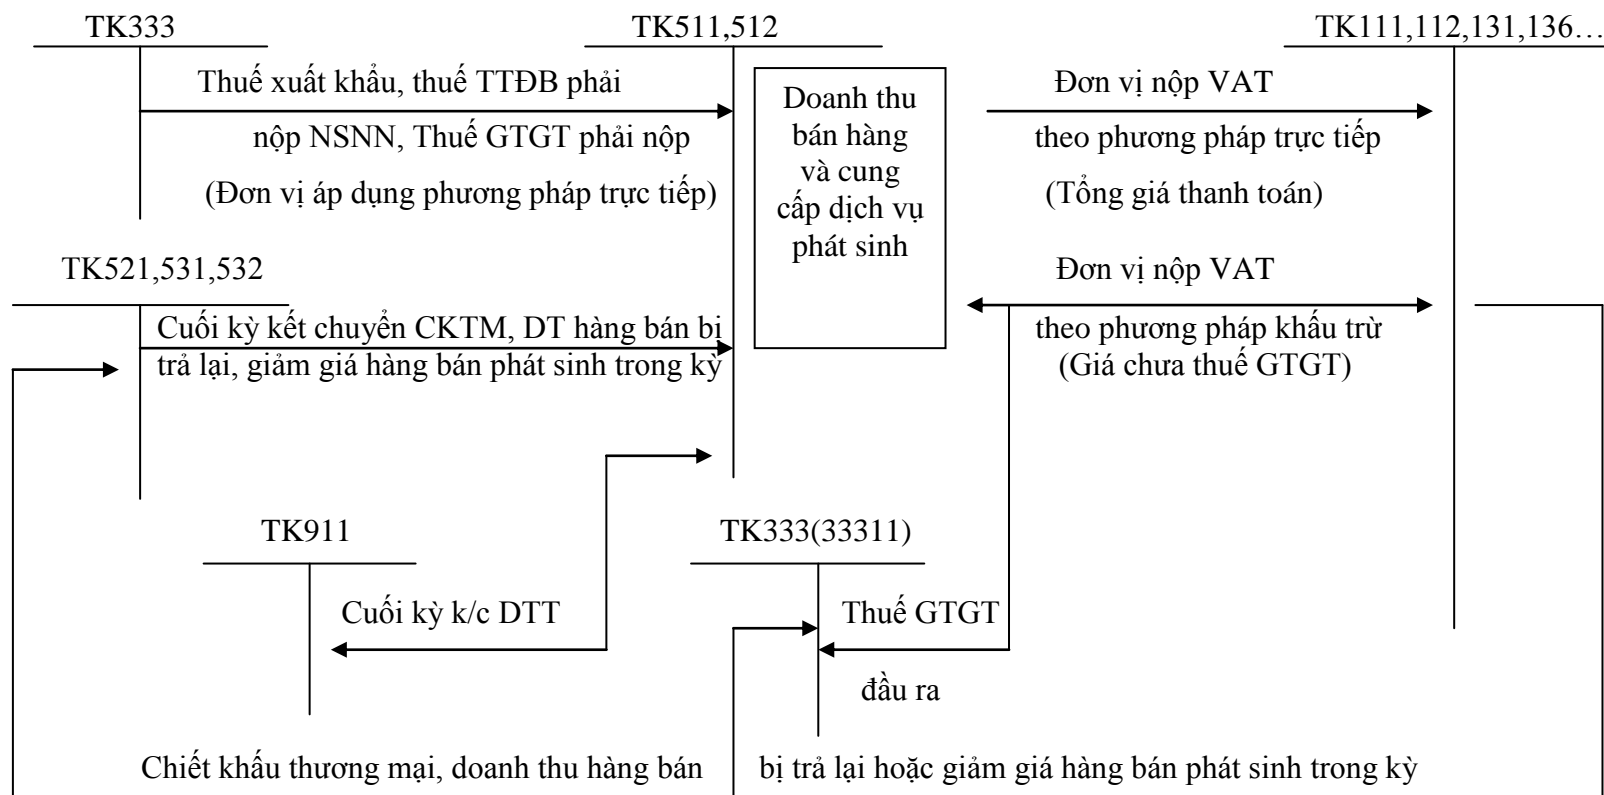 TK333
TK511,512
TK111,112,131,136…
Thuế xuất khẩu, thuế TTĐB phải
nộp NSNN, Thuế GTGT phải nộp
(Đơn vị áp dụng phương pháp trực tiếp)
Doanh thu
bán hàng
và cung
cấp dịch vụ
phát sinh
Đơn vị nộp VAT
theo phương pháp trực tiếp
(Tổng giá thanh toán)
TK521,531,532
Cuối kỳ kết chuyển CKTM, DT hàng bán bị
trả lại, giảm giá hàng bán phát sinh trong kỳ
Đơn vị nộp VAT
theo phương pháp khấu trừ
(Giá chưa thuế GTGT)
TK911
Cuối kỳ k/c DTT
TK333(33311)
Thuế GTGT
đầu ra
Chiết khấu thương mại, doanh thu hàng bán bị trả lại hoặc giảm giá hàng bán phát sinh trong kỳ